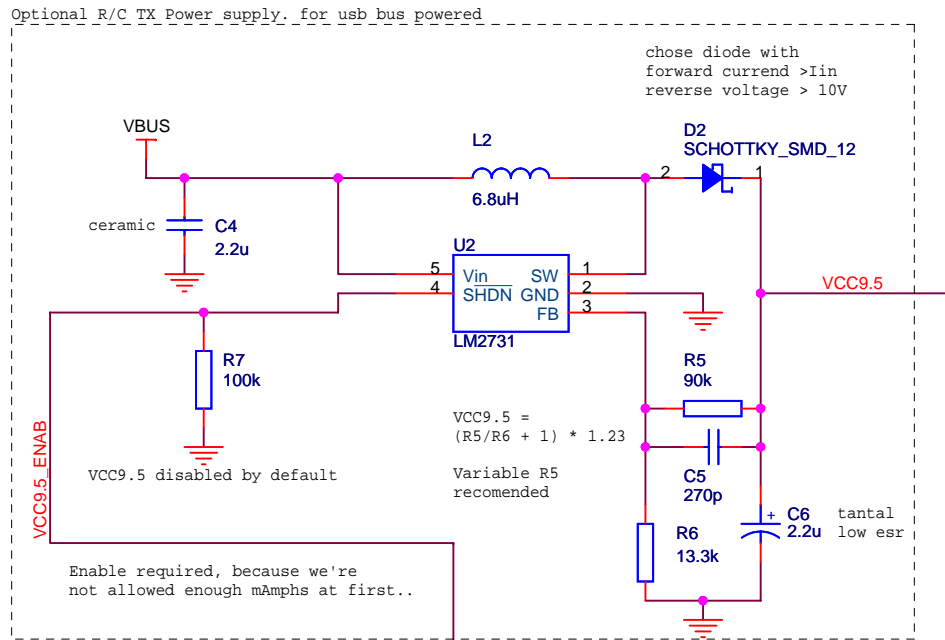 Optional R/C TX Power supply. for usb bus powered
chose diode with
forward currend >Iin
reverse voltage > 10V
VBUS
L2
6.8uH
D2
SCHOTTKY_SMD_12
2
1
ceramic
C4
2.2u
U2
5
Vin
SW
1
4
SHDN
GND
2
FB
3
LM2731
VCC9.5
R7
100k
R5
90k
VCC9.5 =
(R5/R6 + 1) * 1.23
Variable R5
recomended
C5
270p
VCC9.5_ENAB
VCC9.5 disabled by default
R6
13.3k
+
C6
2.2u
tantal
low esr
Enable required, because we're
not allowed enough mAmphs at first..